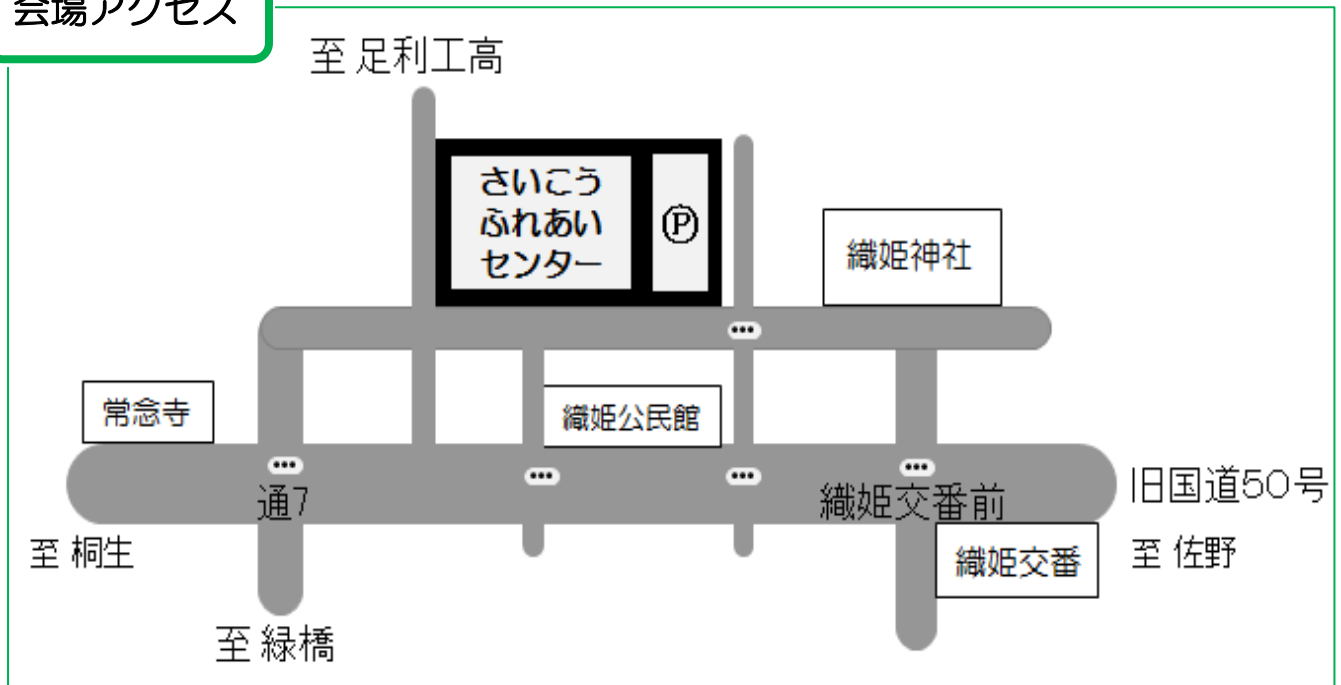 会場アクセス
至 足利工高
さいこう
ふれあい
センター
Ⓟ
織姫神社
常念寺
織姫公民館
通7
織姫交番前
旧国道50号
至 桐生
織姫交番
至 佐野
至 緑橋